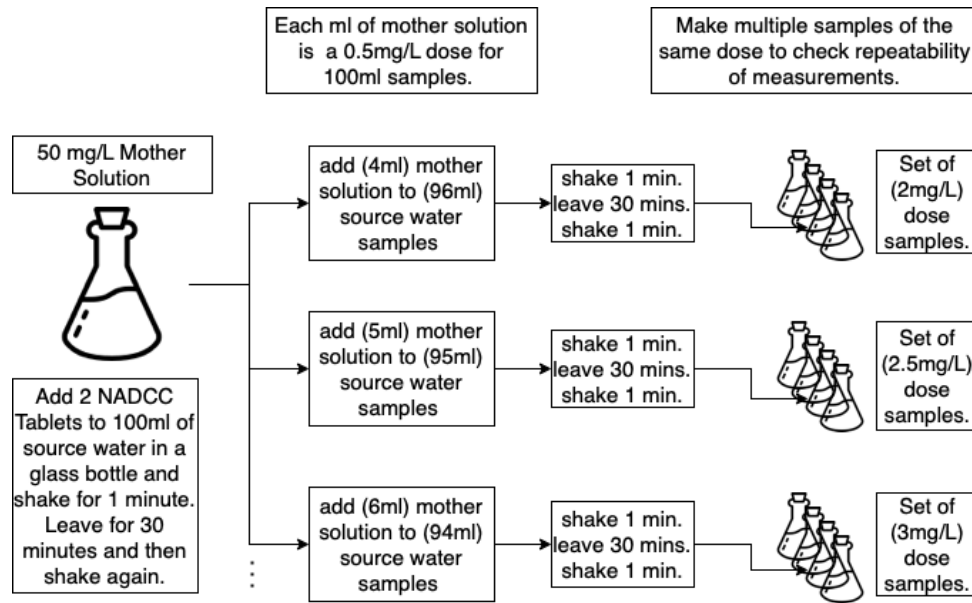 Each ml of mother solution
is a 0.5mg/L dose for
100ml samples.
Make multiple samples of the
same dose to check repeatability
of measurements.
50 mg/L Mother
Solution
add (4ml) mother
solution to (96ml)
source water
samples
shake 1 min.
leave 30 mins.
shake 1 min.
Set of
(2mg/L)
dose
samples.
add (5ml) mother
solution to (95ml)
source water
samples
shake 1 min.
leave 30 mins.
shake 1 min.
Set of
(2.5mg/L)
dose
samples.
Add 2 NADCC
Tablets to 100ml of
source water in a
glass bottle and
shake for 1 minute.
Leave for 30
minutes and then
shake again.
add (6ml) mother
solution to (94ml)
source water
samples
shake 1 min.
leave 30 mins.
shake 1 min.
Set of
(3mg/L)
dose
samples.